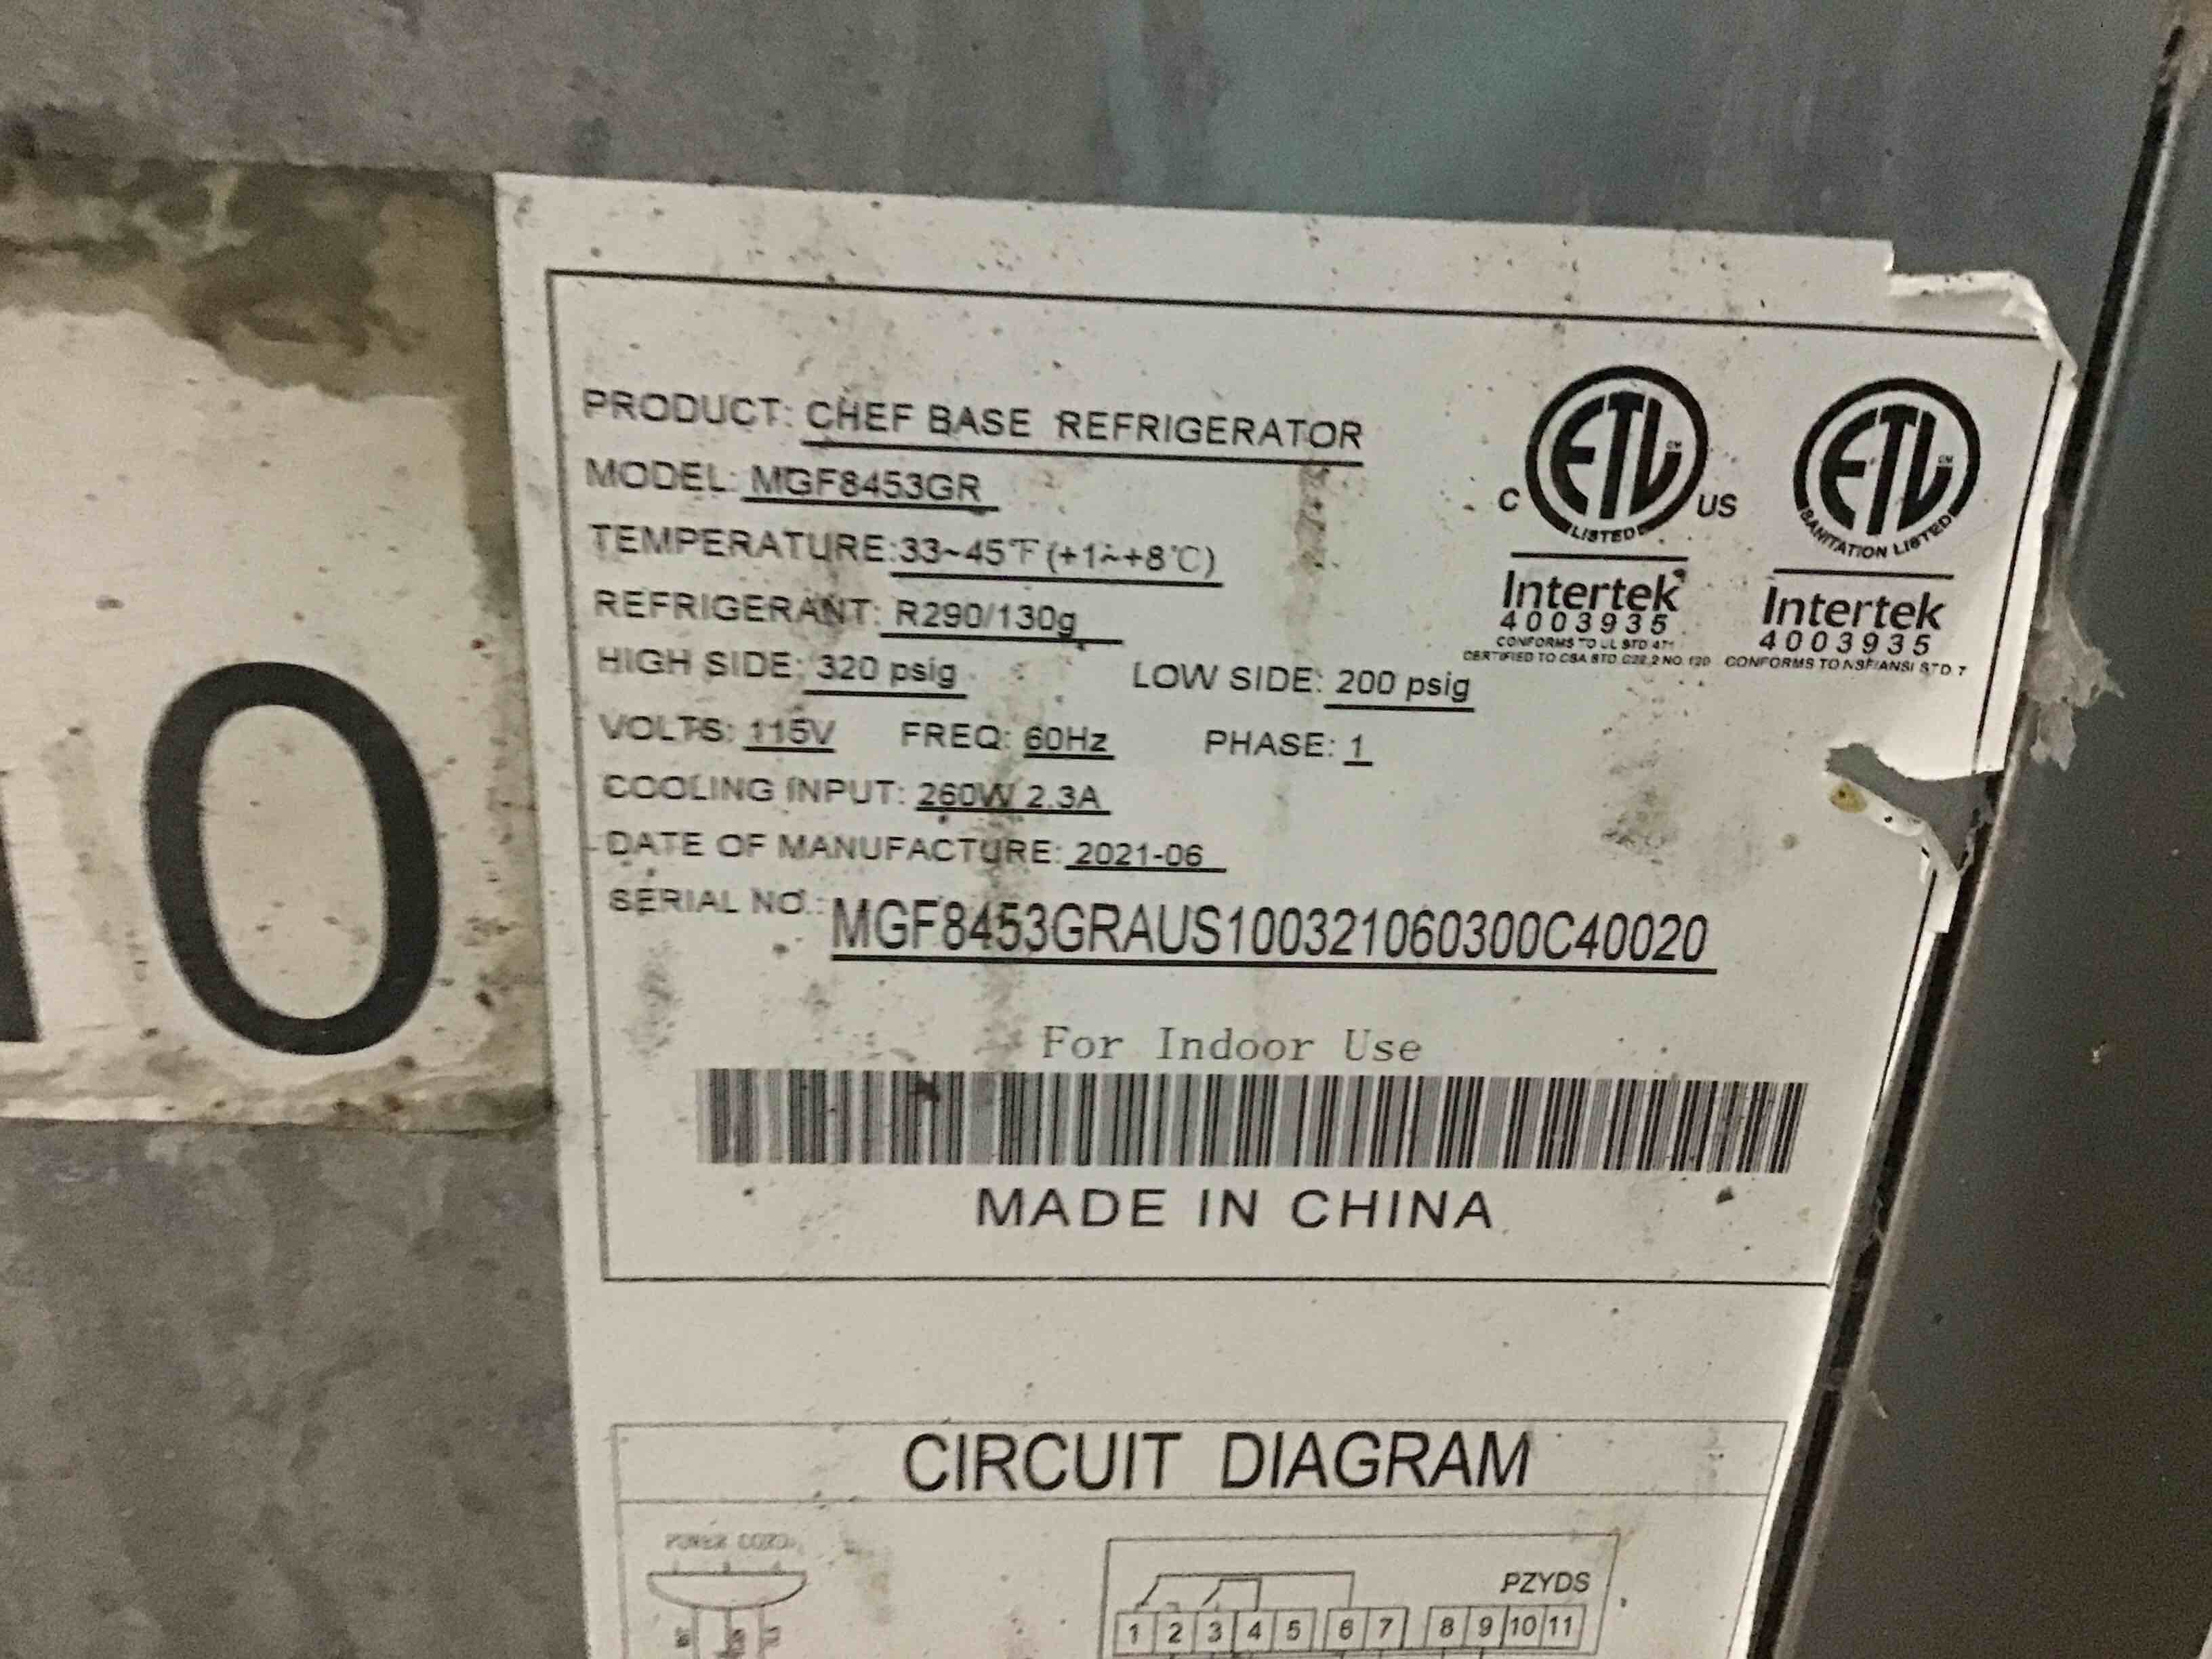 10
PRODUCT: CHEF BASE REFRIGERATOR
MODEL: MGF8453GR
TEMPERATURE:33~45°F (+1~+8°C)
REFRIGERANT: R290/130g
HIGH SIDE: 320 psig LOW SIDE: 200 psig
VOLTS: 115V FREQ: 60Hz PHASE: 1
COOLING INPUT: 260W 2.3A
DATE OF MANUFACTURE: 2021-06
SERIAL NO.: MGF8453GRAUS100321060300C40020
ETL CM
LISTED
C US
Intertek
4003935
CONFORMS TO UL STD 471
CERTIFIED TO CSA STD C22.2 NO. 120
ETL CM
SANITATION LISTED
Intertek
4003935
CONFORMS TO NSF/ANSI STD. 7
For Indoor Use
MADE IN CHINA
CIRCUIT DIAGRAM
POWER CORD
PZYDS
1 2 3 4 5 6 7 8 9 10 11